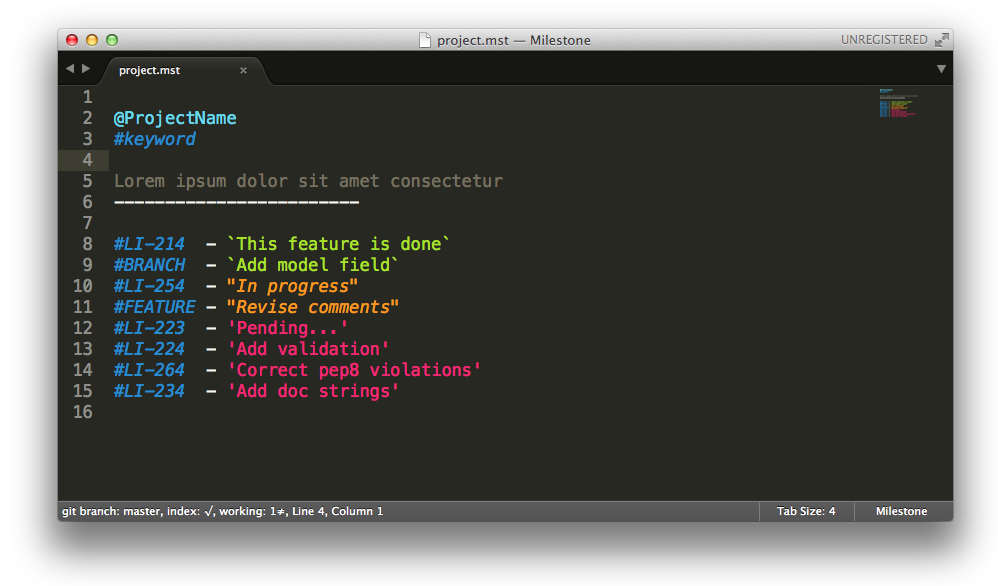 project.mst — Milestone
UNREGISTERED
project.mst ×
1
2 @ProjectName
3 #keyword
4
5 Lorem ipsum dolor sit amet consectetur
6 ------------------------
7
8 #LI-214 - `This feature is done`
9 #BRANCH - `Add model field`
10 #LI-254 - "In progress"
11 #FEATURE - "Revise comments"
12 #LI-223 - 'Pending...'
13 #LI-224 - 'Add validation'
14 #LI-264 - 'Correct pep8 violations'
15 #LI-234 - 'Add doc strings'
16
git branch: master, index: √, working: 1≠, Line 4, Column 1
Tab Size: 4
Milestone